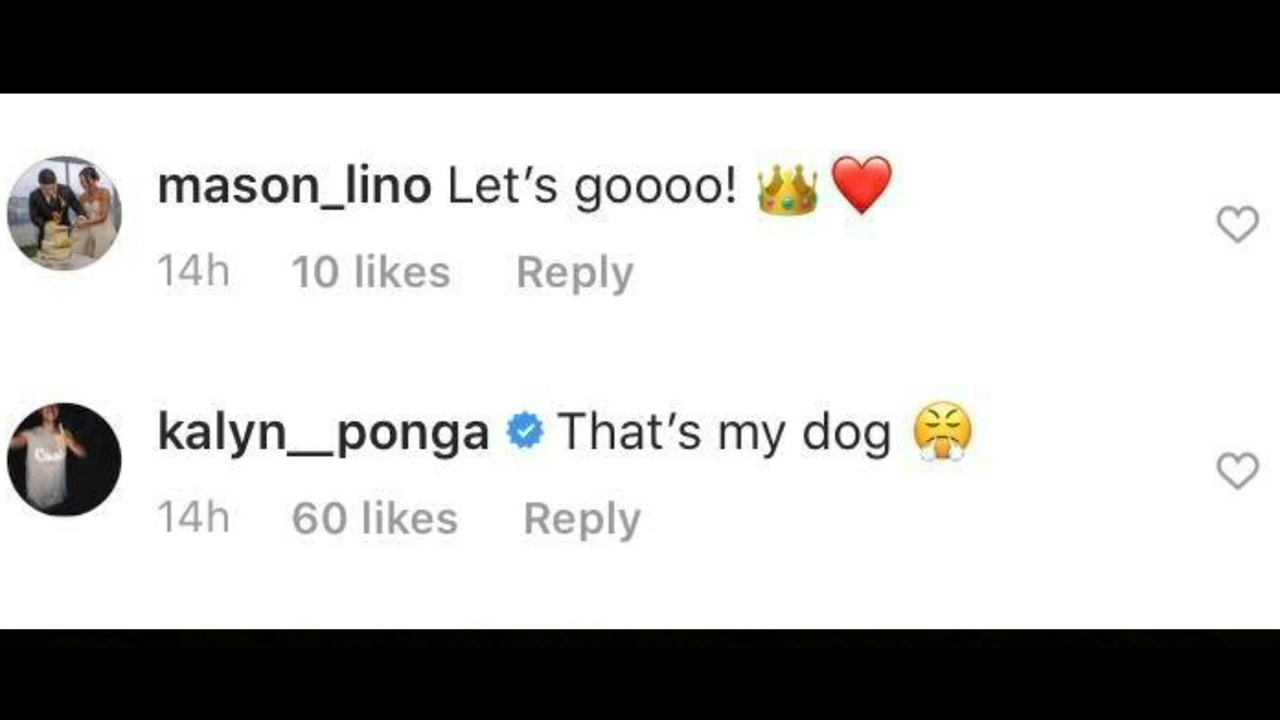 mason_lino Let's goooo! 👑❤️
14h 10 likes Reply
kalyn__ponga That's my dog 😤
14h 60 likes Reply